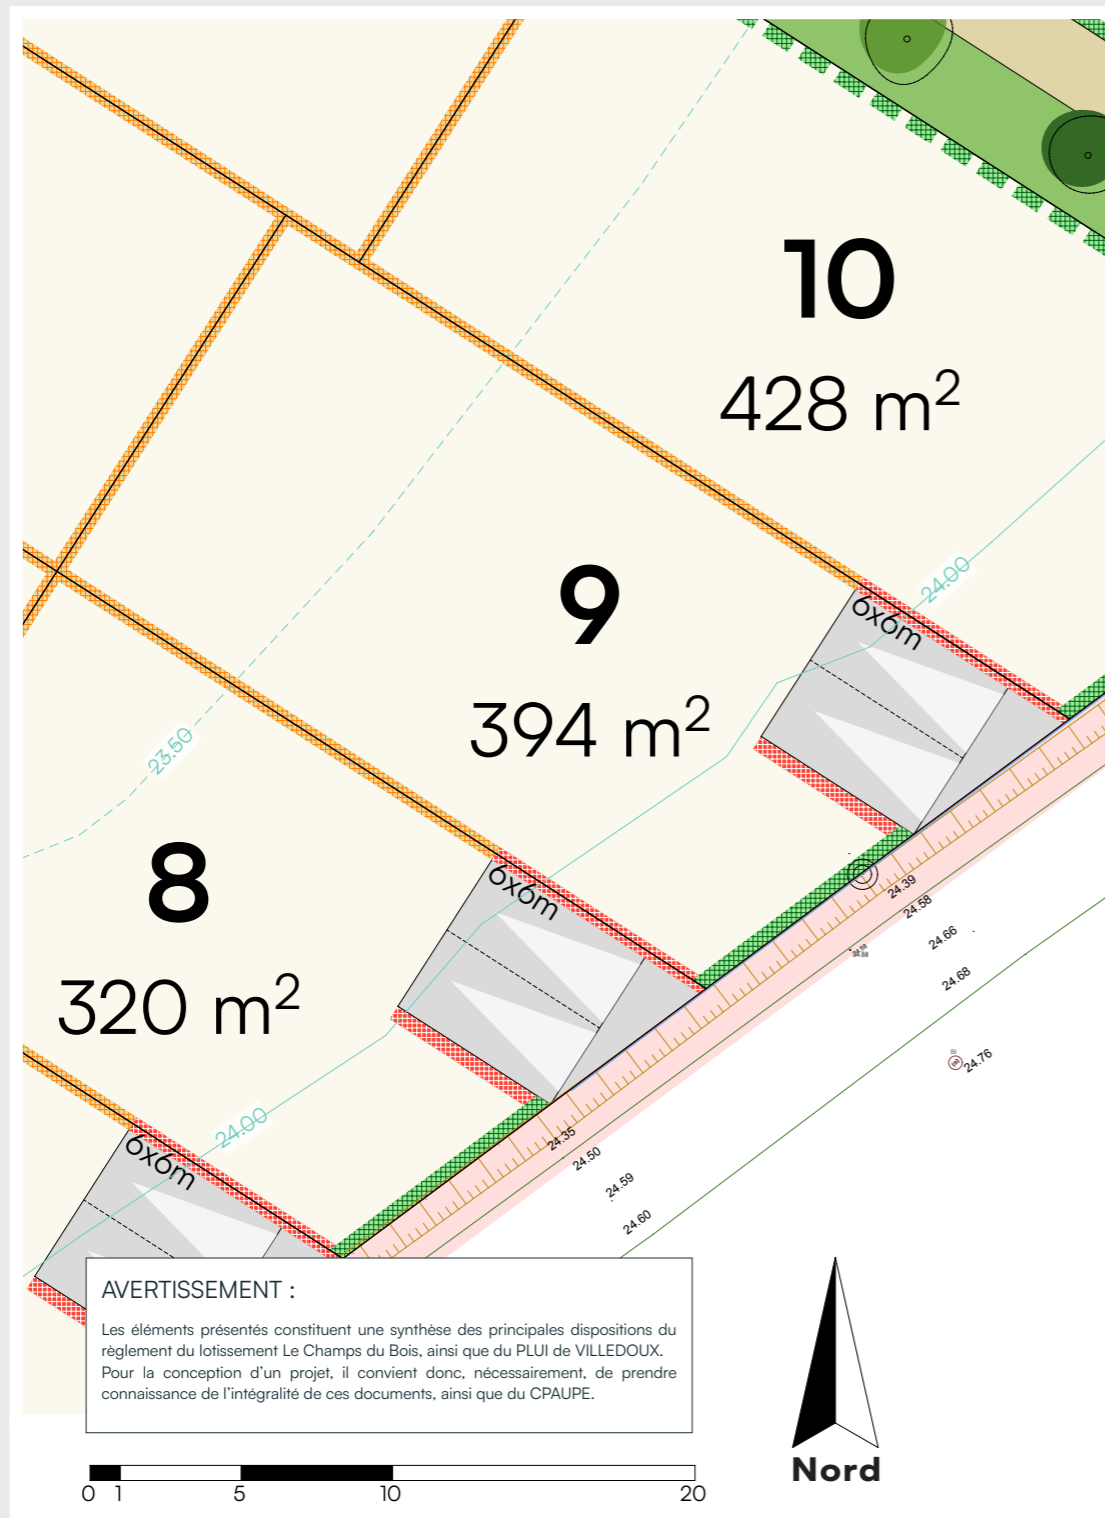 10
428 m²
24.00
6x6m
9
394 m²
23.50
24.39
24.58
24.66
24.68
24.76
8
6x6m
320 m²
24.00
6x6m
24.35
24.50
24.59
24.60
AVERTISSEMENT :
Les éléments présentés constituent une synthèse des principales dispositions du
règlement du lotissement Le Champs du Bois, ainsi que du PLUI de VILLEDOUX.
Pour la conception d'un projet, il convient donc, nécessairement, de prendre
connaissance de l'intégralité de ces documents, ainsi que du CPAUPE.
Nord
0 1 5 10 20